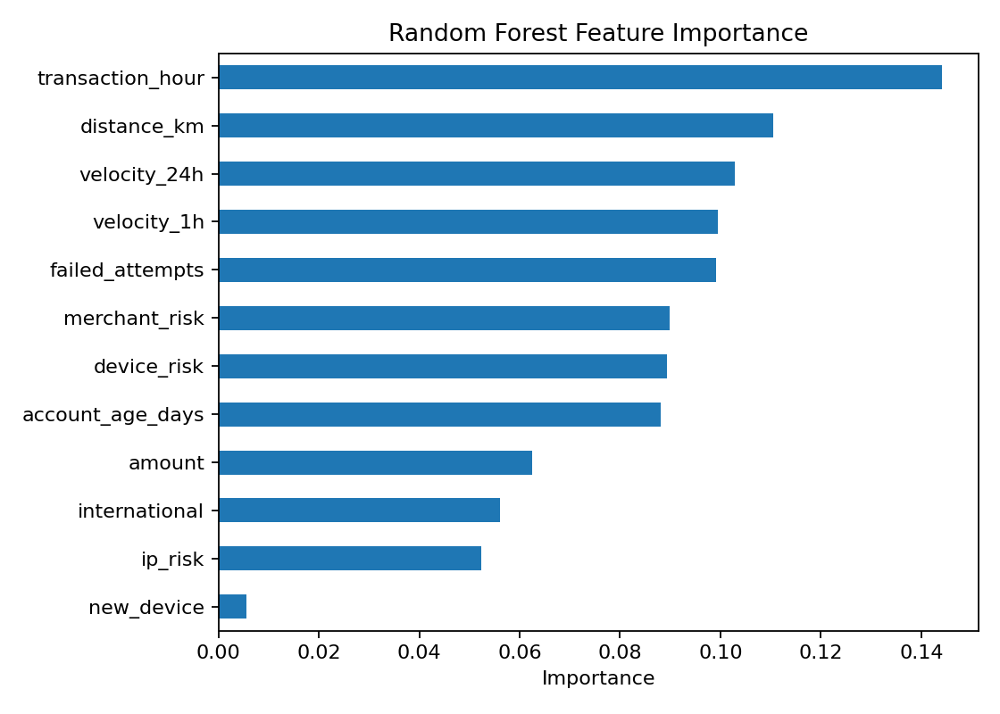 Random Forest Feature Importance
transaction_hour
distance_km
velocity_24h
velocity_1h
failed_attempts
merchant_risk
device_risk
account_age_days
amount
international
ip_risk
new_device
0.00 0.02 0.04 0.06 0.08 0.10 0.12 0.14
Importance